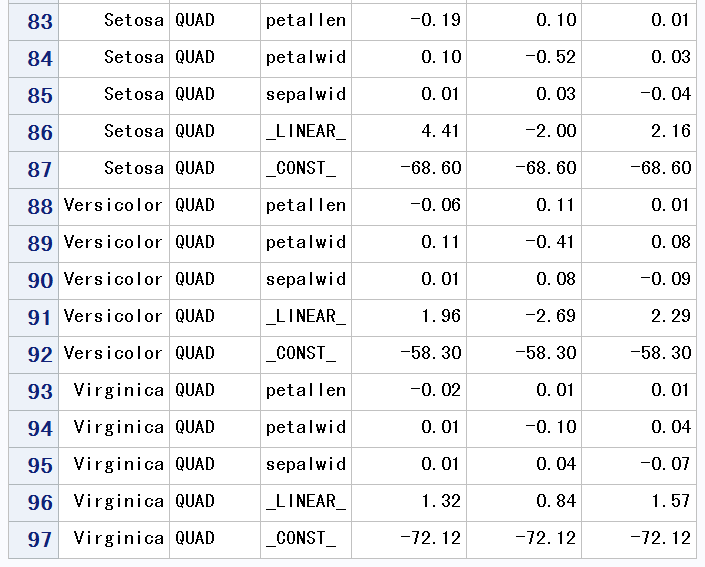 83 Setosa QUAD petallen -0.19 0.10 0.01
84 Setosa QUAD petalwid 0.10 -0.52 0.03
85 Setosa QUAD sepalwid 0.01 0.03 -0.04
86 Setosa QUAD _LINEAR_ 4.41 -2.00 2.16
87 Setosa QUAD _CONST_ -68.60 -68.60 -68.60
88 Versicolor QUAD petallen -0.06 0.11 0.01
89 Versicolor QUAD petalwid 0.11 -0.41 0.08
90 Versicolor QUAD sepalwid 0.01 0.08 -0.09
91 Versicolor QUAD _LINEAR_ 1.96 -2.69 2.29
92 Versicolor QUAD _CONST_ -58.30 -58.30 -58.30
93 Virginica QUAD petallen -0.02 0.01 0.01
94 Virginica QUAD petalwid 0.01 -0.10 0.04
95 Virginica QUAD sepalwid 0.01 0.04 -0.07
96 Virginica QUAD _LINEAR_ 1.32 0.84 1.57
97 Virginica QUAD _CONST_ -72.12 -72.12 -72.12